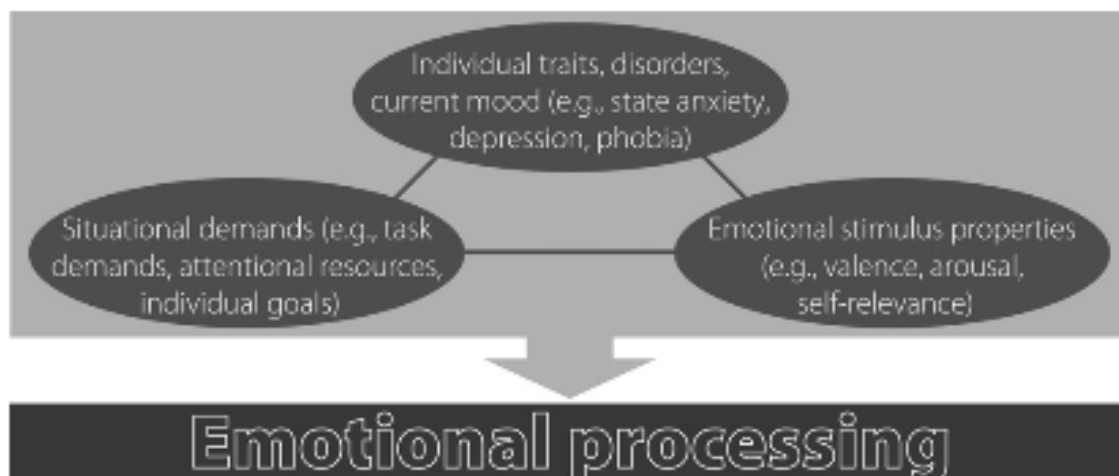 Individual traits, disorders,
current mood (e.g., state anxiety,
depression, phobia)
Situational demands (e.g., task
demands, attentional resources,
individual goals)
Emotional stimulus properties
(e.g., valence, arousal,
self-relevance)
Emotional processing